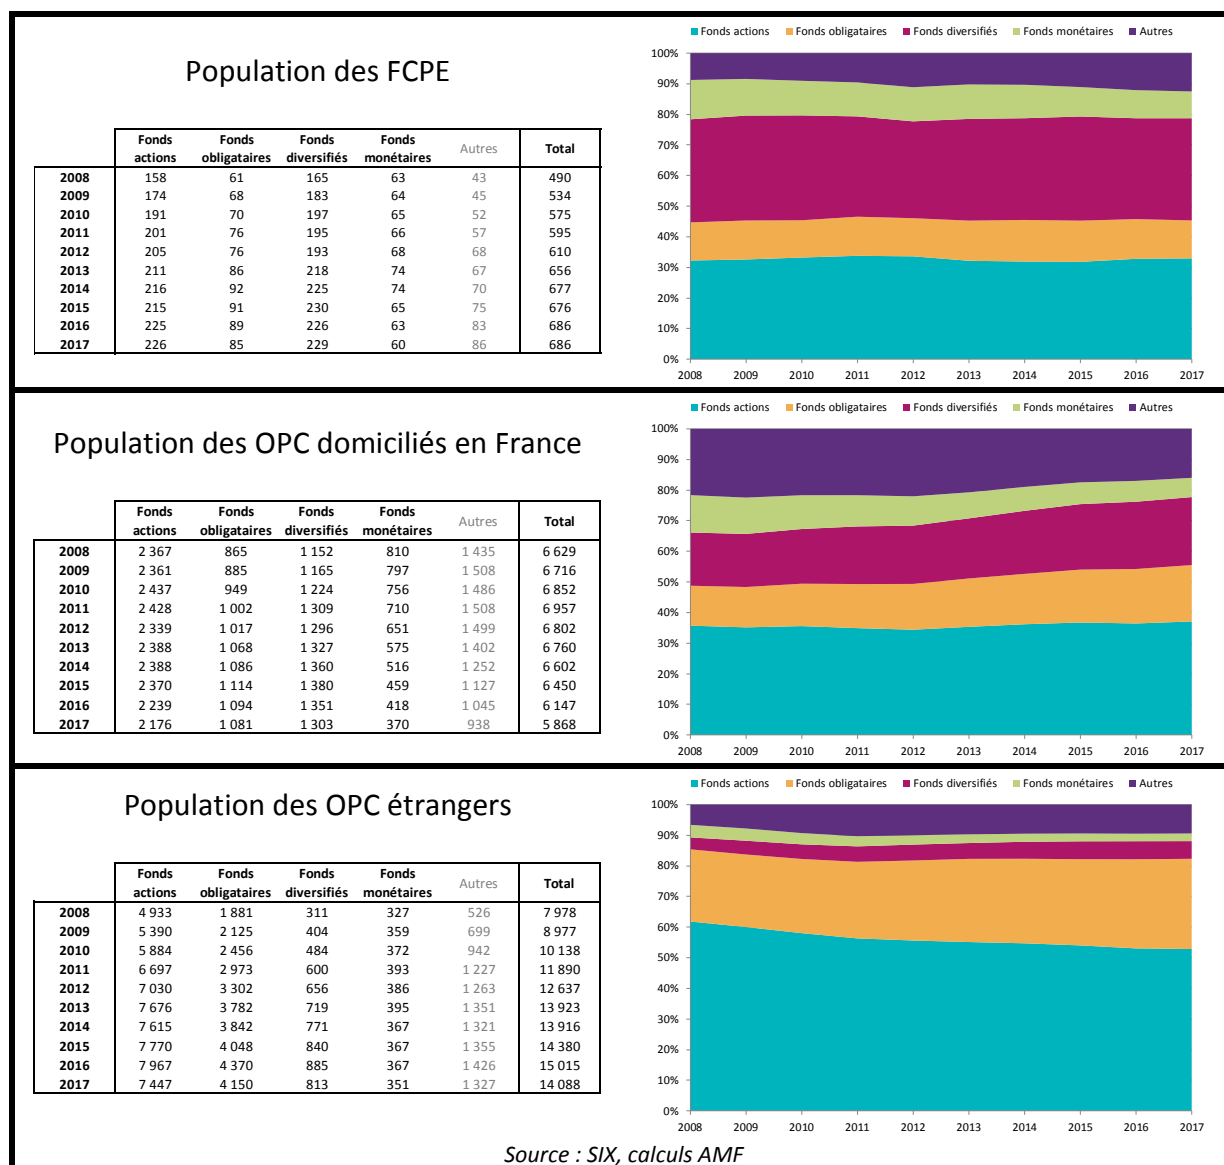 Population des FCPE
Fonds actions Fonds obligataires Fonds diversifiés Fonds monétaires Autres Total
2008 158 61 165 63 43 490
2009 174 68 183 64 45 534
2010 191 70 197 65 52 575
2011 201 76 195 66 57 595
2012 205 76 193 68 68 610
2013 211 86 218 74 67 656
2014 216 92 225 74 70 677
2015 215 91 230 65 75 676
2016 225 89 226 63 83 686
2017 226 85 229 60 86 686
Fonds actions Fonds obligataires Fonds diversifiés Fonds monétaires Autres
100%
90%
80%
70%
60%
50%
40%
30%
20%
10%
0%
2008 2009 2010 2011 2012 2013 2014 2015 2016 2017
Population des OPC domiciliés en France
Fonds actions Fonds obligataires Fonds diversifiés Fonds monétaires Autres Total
2008 2 367 865 1 152 810 1 435 6 629
2009 2 361 885 1 165 797 1 508 6 716
2010 2 437 949 1 224 756 1 486 6 852
2011 2 428 1 002 1 309 710 1 508 6 957
2012 2 339 1 017 1 296 651 1 499 6 802
2013 2 388 1 068 1 327 575 1 402 6 760
2014 2 388 1 086 1 360 516 1 252 6 602
2015 2 370 1 114 1 380 459 1 127 6 450
2016 2 239 1 094 1 351 418 1 045 6 147
2017 2 176 1 081 1 303 370 938 5 868
Fonds actions Fonds obligataires Fonds diversifiés Fonds monétaires Autres
100%
90%
80%
70%
60%
50%
40%
30%
20%
10%
0%
2008 2009 2010 2011 2012 2013 2014 2015 2016 2017
Population des OPC étrangers
Fonds actions Fonds obligataires Fonds diversifiés Fonds monétaires Autres Total
2008 4 933 1 881 311 327 526 7 978
2009 5 390 2 125 404 359 699 8 977
2010 5 884 2 456 484 372 942 10 138
2011 6 697 2 973 600 393 1 227 11 890
2012 7 030 3 302 656 386 1 263 12 637
2013 7 676 3 782 719 395 1 351 13 923
2014 7 615 3 842 771 367 1 321 13 916
2015 7 770 4 048 840 367 1 355 14 380
2016 7 967 4 370 885 367 1 426 15 015
2017 7 447 4 150 813 351 1 327 14 088
Fonds actions Fonds obligataires Fonds diversifiés Fonds monétaires Autres
100%
90%
80%
70%
60%
50%
40%
30%
20%
10%
0%
2008 2009 2010 2011 2012 2013 2014 2015 2016 2017
Source : SIX, calculs AMF